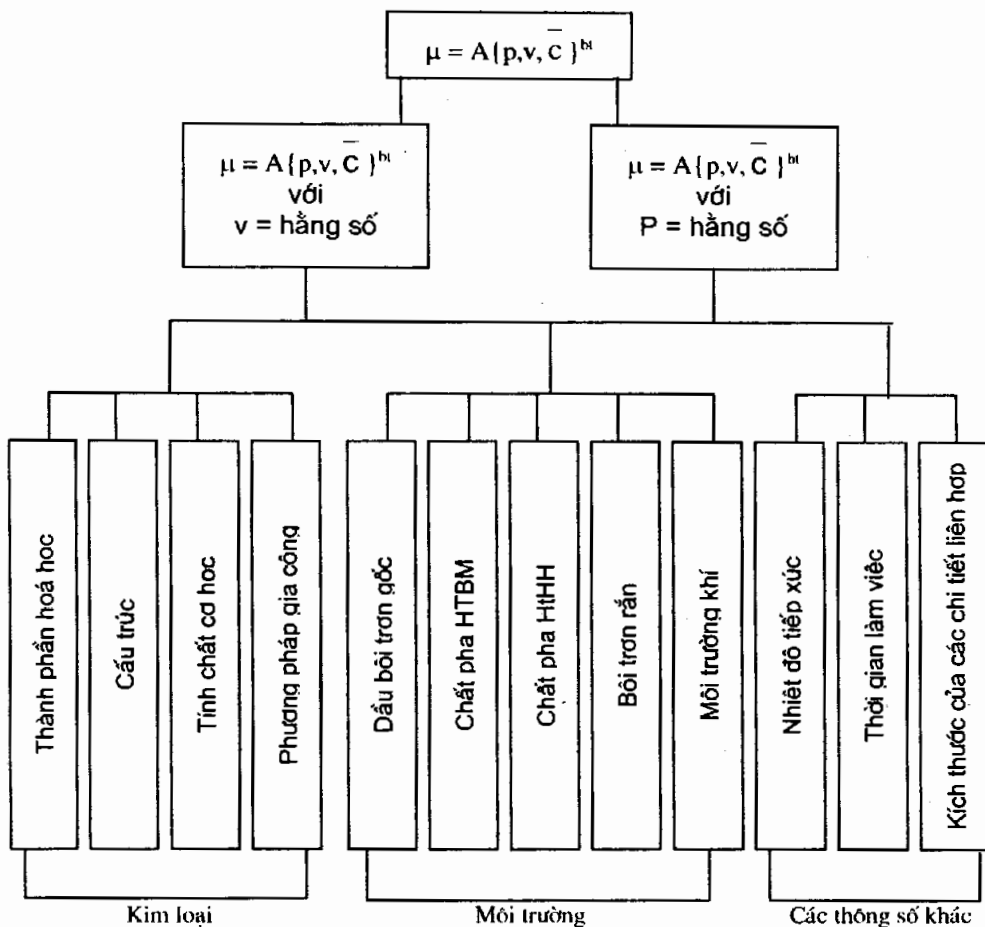 μ = A{p,v, c̄ }ᵇᵗ
μ = A{p,v, c̄ }ᵇᵗ
với
v = hằng số
μ = A{p,v, c̄ }ᵇᵗ
với
P = hằng số
Thành phần hoá học
Cấu trúc
Tính chất cơ học
Phương pháp gia công
Dầu bôi trơn gốc
Chất pha HTBM
Chất pha HtHH
Bôi trơn rắn
Môi trường khí
Nhiệt độ tiếp xúc
Thời gian làm việc
Kích thước của các chi tiết liên hợp
Kim loại
Môi trường
Các thông số khác